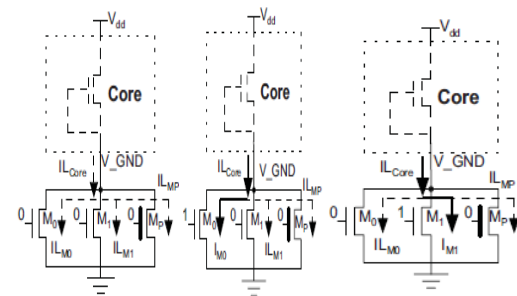 Vdd Vdd Vdd
Core Core Core
ILCore V_GND ILMP
ILCore V_GND ILMP
ILCore V_GND ILMP
0 M0 0 M1 0 MP
ILM0 ILM1
1 M0 0 M1 0 MP
IM0 ILM1
0 M0 1 M1 0 MP
ILM0 IM1